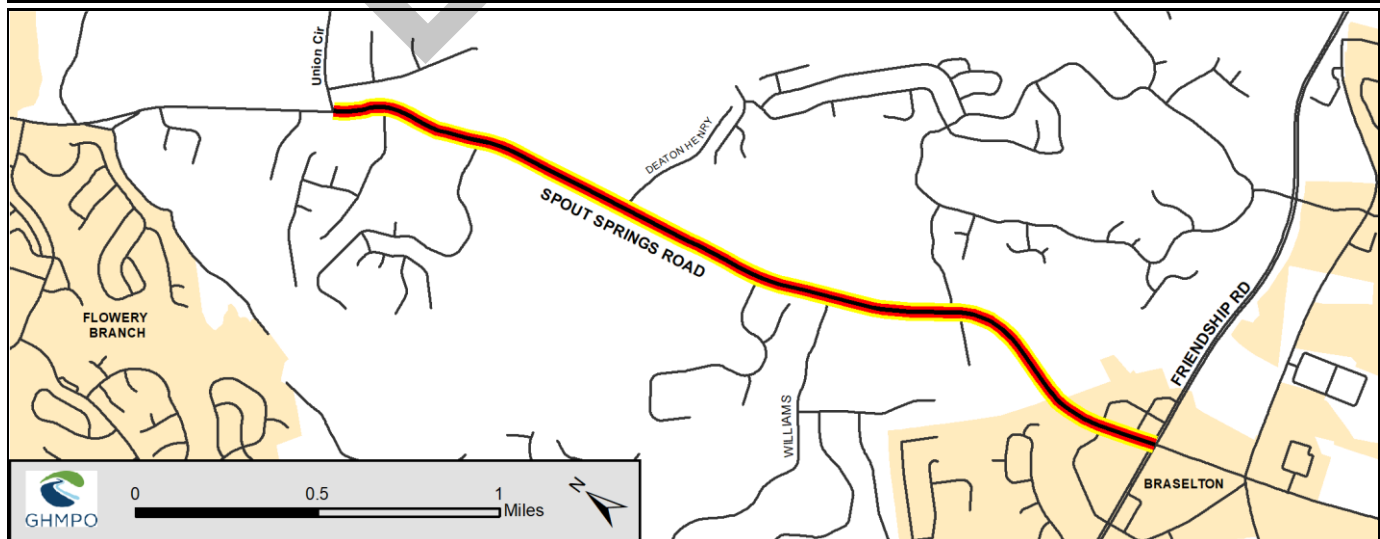 Union Cir
DEATON HENRY
SPOUT SPRINGS ROAD
FLOWERY
BRANCH
FRIENDSHIP RD
WILLIAMS
BRASELTON
GHMPO
0 0.5 1
Miles
N